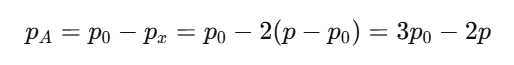 p_A = p_0 − p_x = p_0 − 2(p − p_0) = 3p_0 − 2p